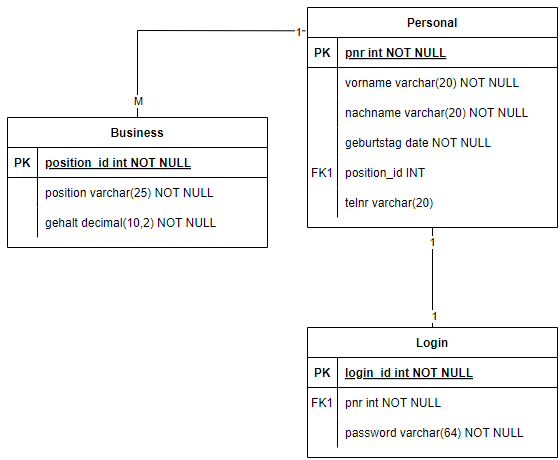 Personal
PK pnr int NOT NULL
vorname varchar(20) NOT NULL
nachname varchar(20) NOT NULL
geburtstag date NOT NULL
FK1 position_id INT
telnr varchar(20)
1
M
Business
PK position_id int NOT NULL
position varchar(25) NOT NULL
gehalt decimal(10,2) NOT NULL
1
1
Login
PK login_id int NOT NULL
FK1 pnr int NOT NULL
password varchar(64) NOT NULL